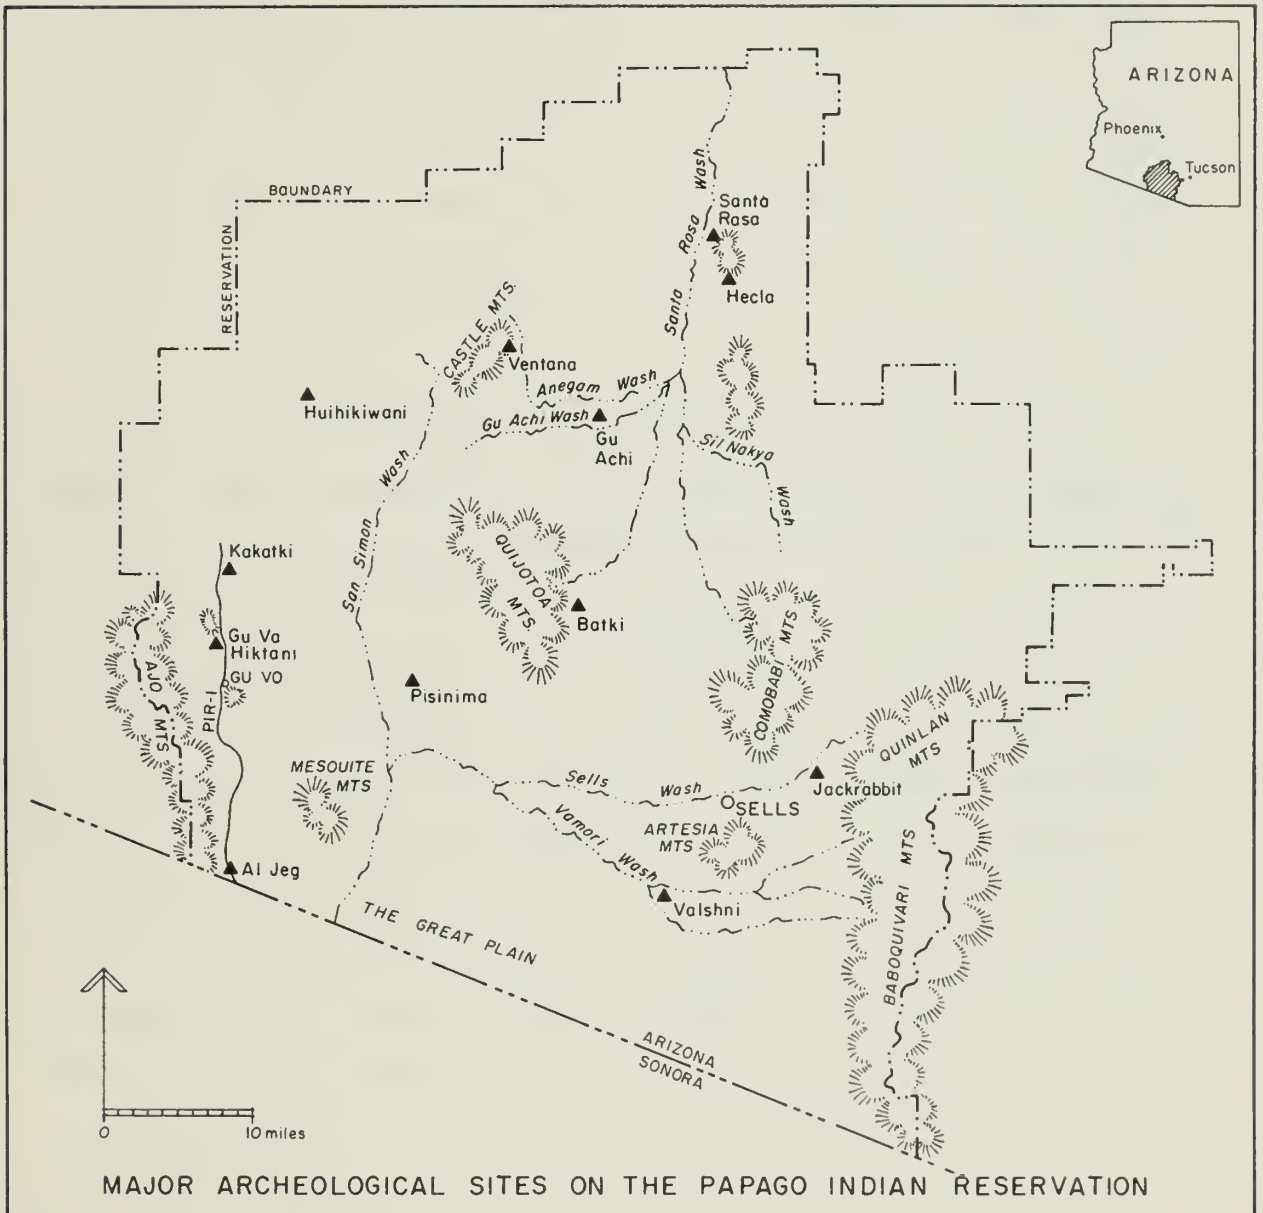 ARIZONA
Phoenix
Tucson
BOUNDARY
RESERVATION
Santa Rosa Wash
Santa
Rosa
Hecla
CASTLE MTS.
Ventana
Anegam Wash
Huihikiwani
Gu Achi Wash
Gu
Achi
Sil Nakya Wash
San Simon Wash
Kakatki
QUIJOTOA
MTS.
Batki
COMOBABI MTS
Gu Va
Hiktani
GU VO
PIR-I
AJO MTS
Pisinima
QUINLAN
MTS
MESQUITE
MTS
Sells Wash
Jackrabbit
SELLS
Vamori Wash
ARTESIA
MTS
Al Jeg
Valshni
BABOQUIVARI MTS
THE GREAT PLAIN
ARIZONA
SONORA
0 10 miles
MAJOR ARCHEOLOGICAL SITES ON THE PAPAGO INDIAN RESERVATION